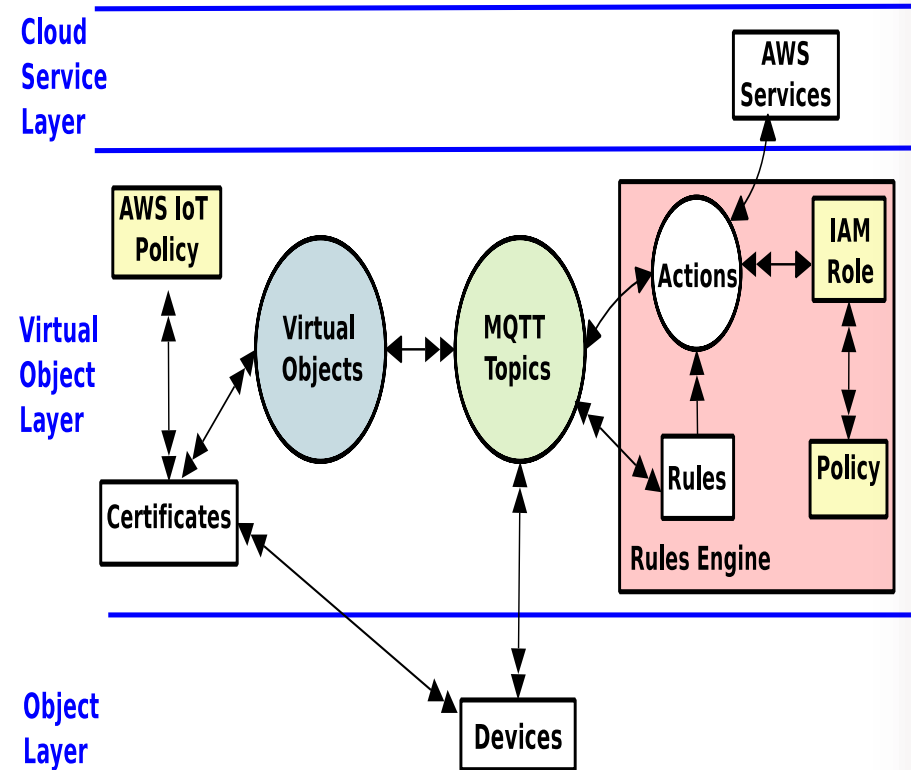 Cloud
Service
Layer
AWS
Services
AWS IoT
Policy
Virtual
Object
Layer
Virtual
Objects
MQTT
Topics
Actions
IAM
Role
Rules
Policy
Rules Engine
Certificates
Object
Layer
Devices